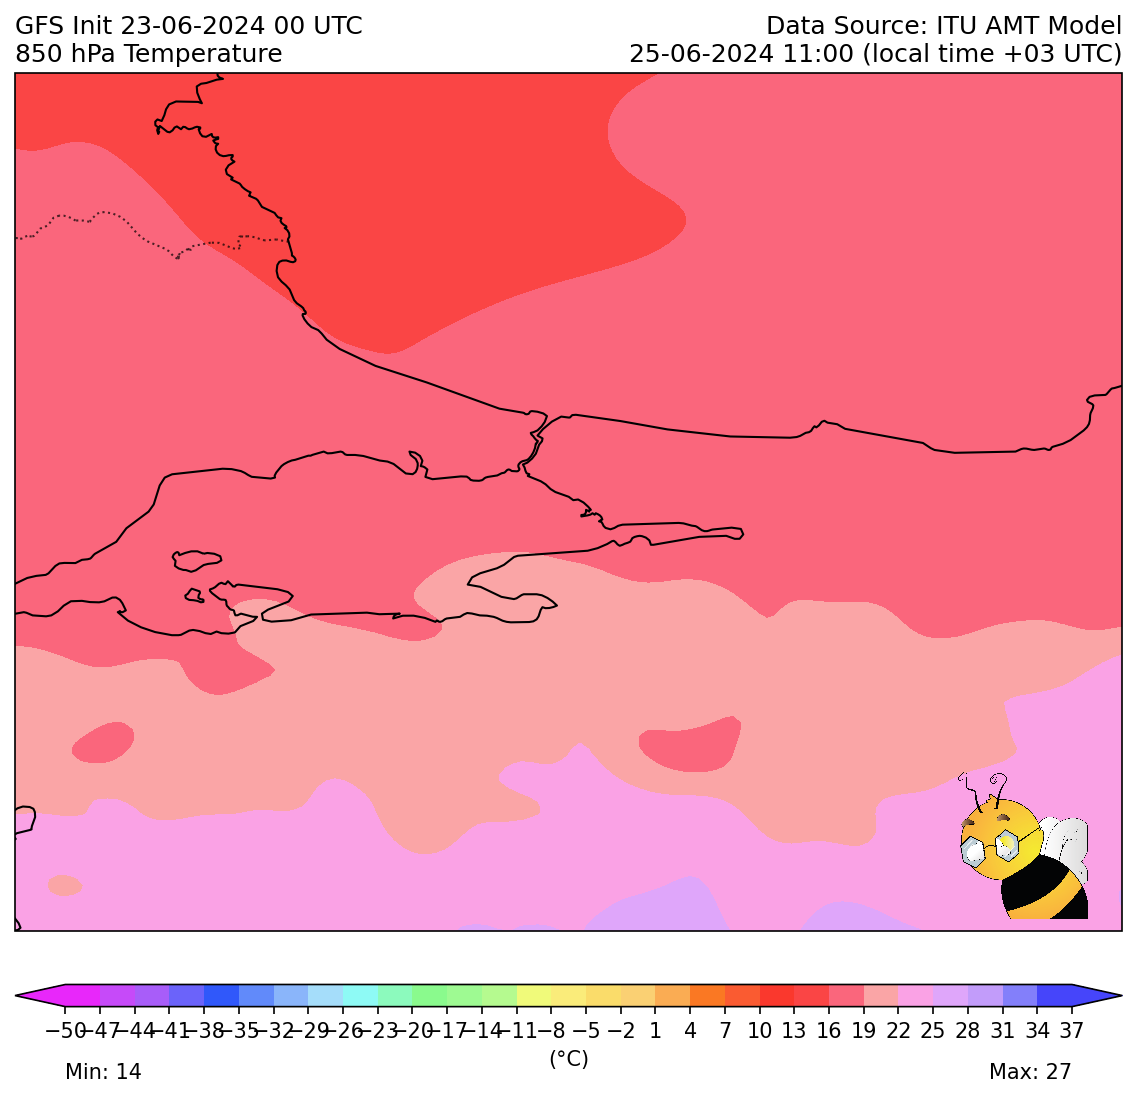 GFS Init 23-06-2024 00 UTC
850 hPa Temperature
Data Source: ITU AMT Model
25-06-2024 11:00 (local time +03 UTC)
−50 −47 −44 −41 −38 −35 −32 −29 −26 −23 −20 −17 −14 −11 −8 −5 −2 1 4 7 10 13 16 19 22 25 28 31 34 37
(°C)
Min: 14
Max: 27